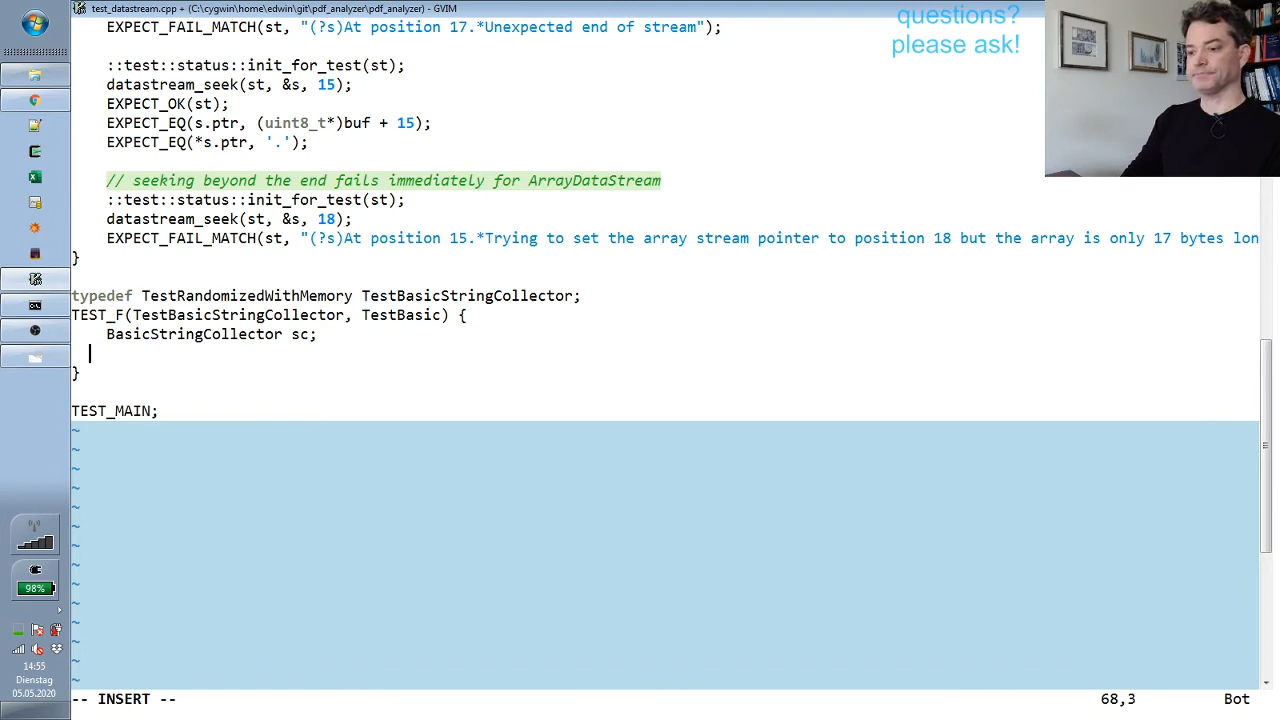 test_datastream.cpp + (C:\cygwin\home\edwin\git\pdf_analyzer\pdf_analyzer) - GVIM
questions?
please ask!
EXPECT_FAIL_MATCH(st, "(?s)At position 17.*Unexpected end of stream");
::test::status::init_for_test(st);
datastream_seek(st, &s, 15);
EXPECT_OK(st);
EXPECT_EQ(s.ptr, (uint8_t*)buf + 15);
EXPECT_EQ(*s.ptr, '.');
// seeking beyond the end fails immediately for ArrayDataStream
::test::status::init_for_test(st);
datastream_seek(st, &s, 18);
EXPECT_FAIL_MATCH(st, "(?s)At position 15.*Trying to set the array stream pointer to position 18 but the array is only 17 bytes lon
}
typedef TestRandomizedWithMemory TestBasicStringCollector;
TEST_F(TestBasicStringCollector, TestBasic) {
BasicStringCollector sc;
}
TEST_MAIN;
~
~
~
~
~
~
~
~
~
~
~
~
~
~
-- INSERT --
68,3
Bot
98%
14:55
Dienstag
05.05.2020